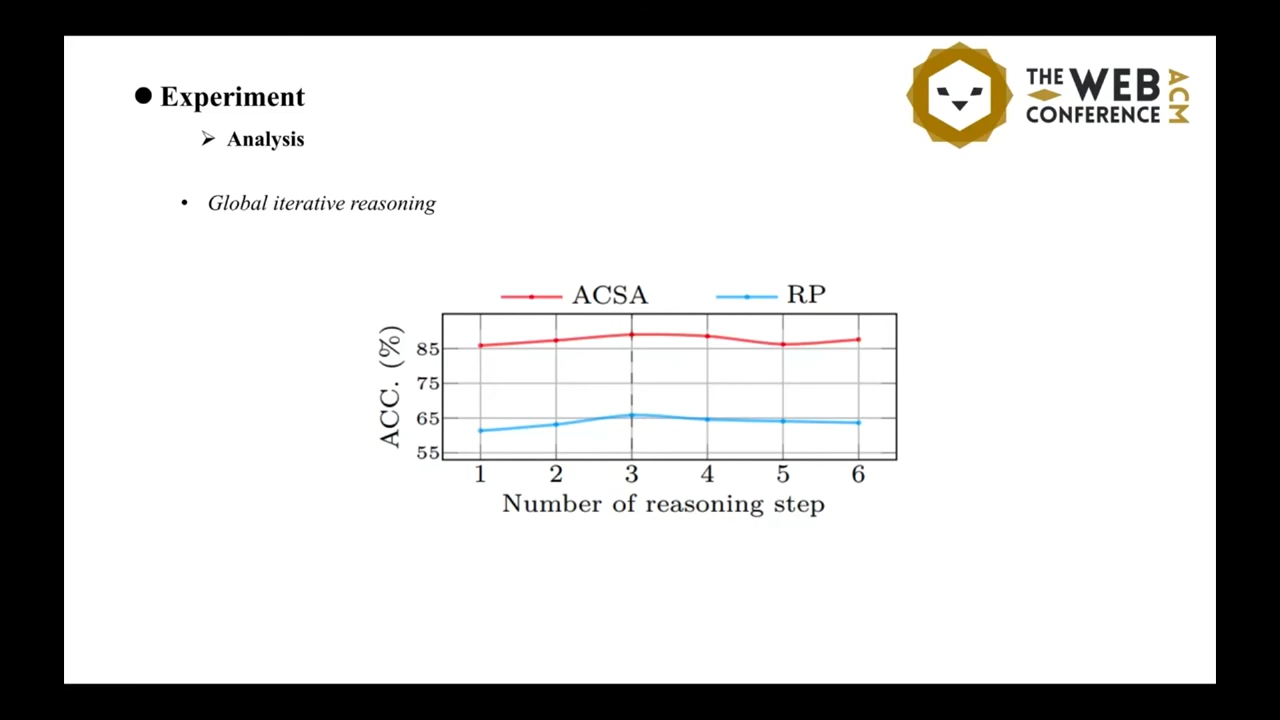 THE WEB
CONFERENCE
ACM
Experiment
Analysis
Global iterative reasoning
ACSA RP
ACC. (%)
85
75
65
55
1 2 3 4 5 6
Number of reasoning step